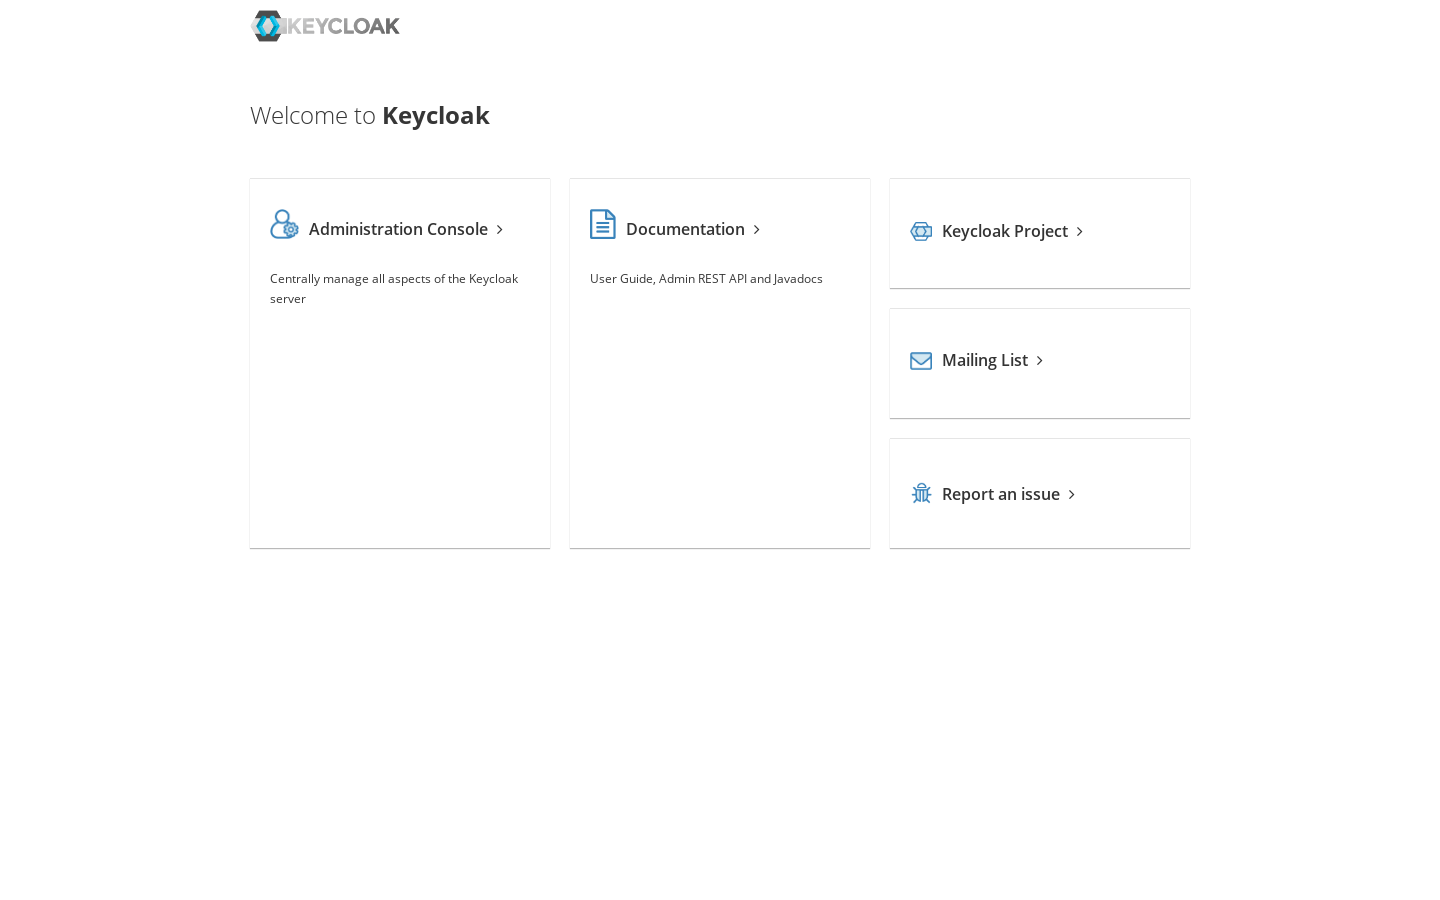 KEYCLOAK
Welcome to Keycloak
Administration Console
Centrally manage all aspects of the Keycloak
server
Documentation
User Guide, Admin REST API and Javadocs
Keycloak Project
Mailing List
Report an issue